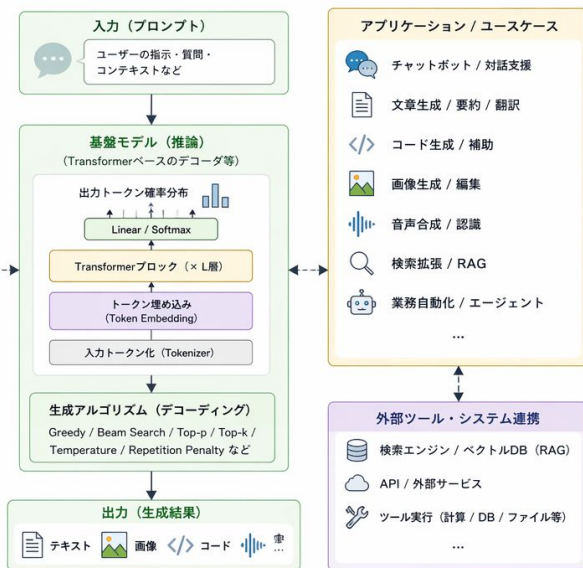 入力（プロンプト）
ユーザーの指示・質問・
コンテキストなど
基盤モデル（推論）
（Transformerベースのデコーダ等）
出力トークン確率分布
Linear / Softmax
Transformerブロック（× L層）
トークン埋め込み
(Token Embedding)
入力トークン化（Tokenizer）
生成アルゴリズム（デコーディング）
Greedy / Beam Search / Top-p / Top-k /
Temperature / Repetition Penalty など
出力（生成結果）
テキスト
画像
コード
...
アプリケーション / ユースケース
チャットボット / 対話支援
文章生成 / 要約 / 翻訳
コード生成 / 補助
画像生成 / 編集
音声合成 / 認識
検索拡張 / RAG
業務自動化 / エージェント
...
外部ツール・システム連携
検索エンジン / ベクトルDB（RAG）
API / 外部サービス
ツール実行（計算 / DB / ファイル等）
...